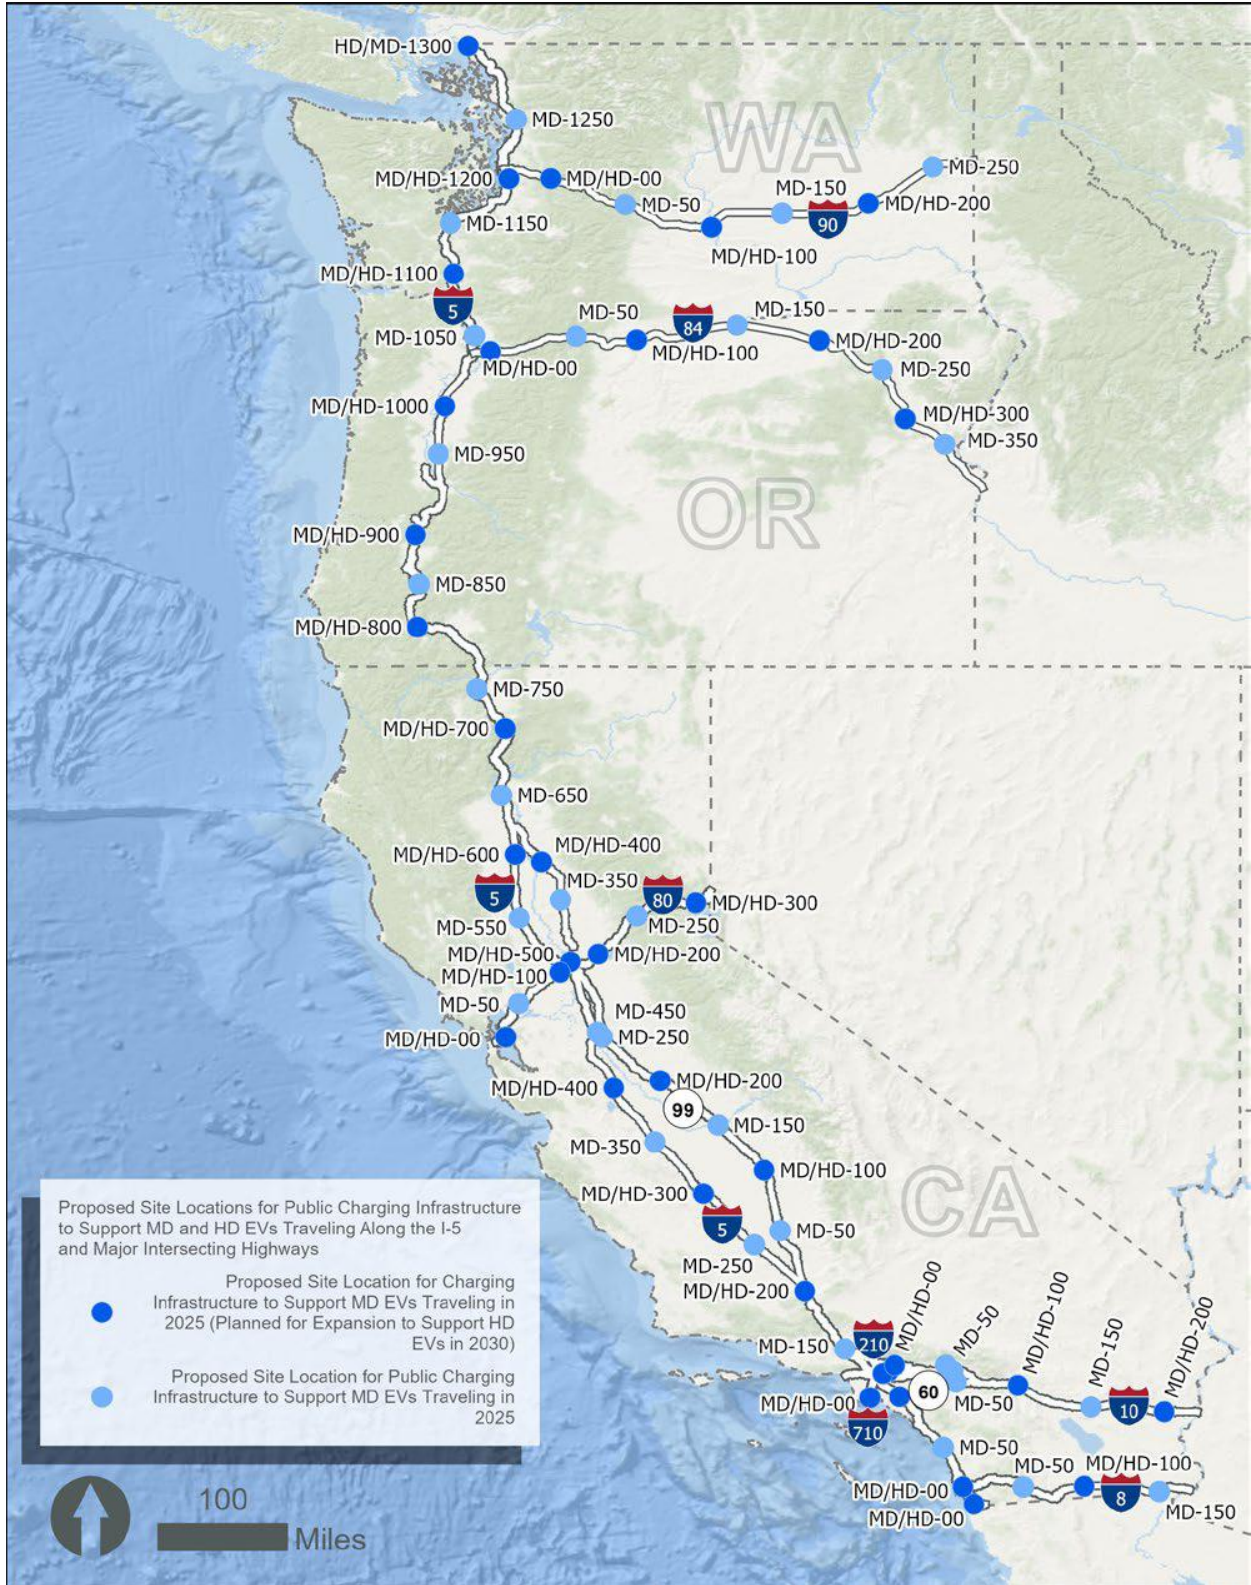 HD/MD-1300
MD-1250
WA
MD/HD-1200
MD/HD-00
MD-50
MD-150
MD-250
MD/HD-200
90
MD/HD-100
MD-1150
MD/HD-1100
5
MD-1050
MD/HD-00
MD-50
84
MD/HD-100
MD-150
MD/HD-200
MD-250
MD/HD-300
MD-350
MD/HD-1000
MD-950
OR
MD/HD-900
MD-850
MD/HD-800
MD-750
MD/HD-700
MD-650
MD/HD-600
MD/HD-400
5
MD-350
80
MD/HD-300
MD-550
MD-250
MD/HD-500
MD/HD-200
MD/HD-100
MD-50
MD/HD-00
MD-450
MD-250
MD/HD-400
MD/HD-200
99
MD-150
MD-350
MD/HD-100
CA
MD/HD-300
5
MD-50
MD-250
MD/HD-200
MD-150
210
MD/HD-00
MD-50
MD/HD-100
MD-150
MD/HD-200
MD/HD-00
60
MD-50
10
710
MD-50
MD-50
MD/HD-100
MD/HD-00
MD/HD-00
8
MD-150
Proposed Site Locations for Public Charging Infrastructure
to Support MD and HD EVs Traveling Along the I-5
and Major Intersecting Highways
Proposed Site Location for Charging
Infrastructure to Support MD EVs Traveling in
2025 (Planned for Expansion to Support HD
EVs in 2030)
Proposed Site Location for Public Charging
Infrastructure to Support MD EVs Traveling in
2025
100
Miles